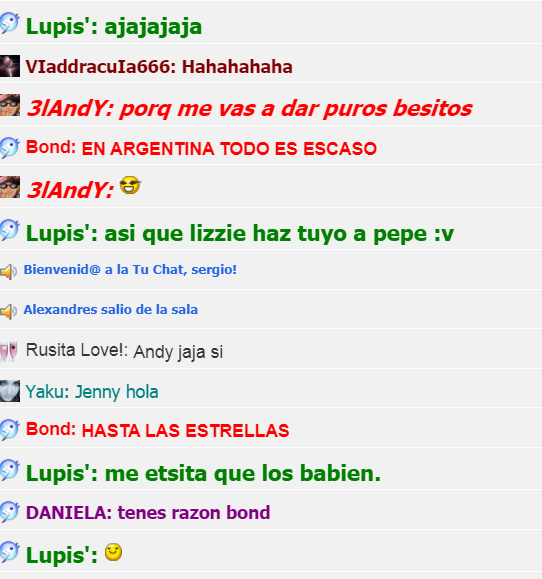 Lupis': ajajajaja
VIaddracuIa666: Hahahahaha
3lAndY: porq me vas a dar puros besitos
Bond: EN ARGENTINA TODO ES ESCASO
3lAndY:
Lupis': asi que lizzie haz tuyo a pepe :v
Bienvenid@ a la Tu Chat, sergio!
Alexandres salio de la sala
Rusita Love!: Andy jaja si
Yaku: Jenny hola
Bond: HASTA LAS ESTRELLAS
Lupis': me etsita que los babien.
DANIELA: tenes razon bond
Lupis':